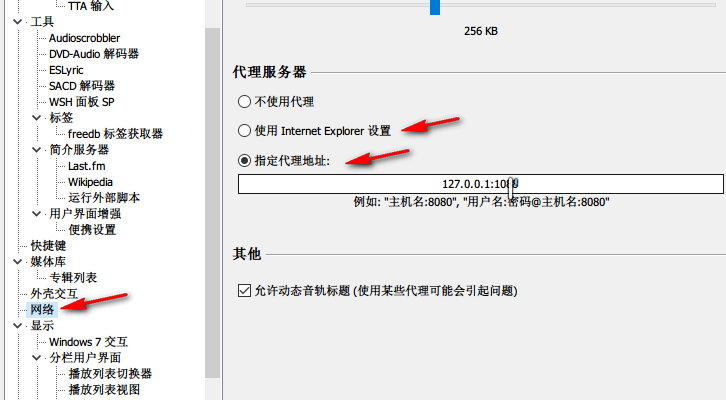 TTA 输入
工具
Audioscrobbler
DVD-Audio 解码器
ESLyric
SACD 解码器
WSH 面板 SP
标签
freedb 标签获取器
简介服务器
Last.fm
Wikipedia
运行外部脚本
用户界面增强
便携设置
快捷键
媒体库
专辑列表
外壳交互
网络
显示
Windows 7 交互
分栏用户界面
播放列表切换器
播放列表视图
256 KB
代理服务器
不使用代理
使用 Internet Explorer 设置
指定代理地址:
127.0.0.1:1080
例如: "主机名:8080", "用户名:密码@主机名:8080"
其他
允许动态音轨标题 (使用某些代理可能会引起问题)